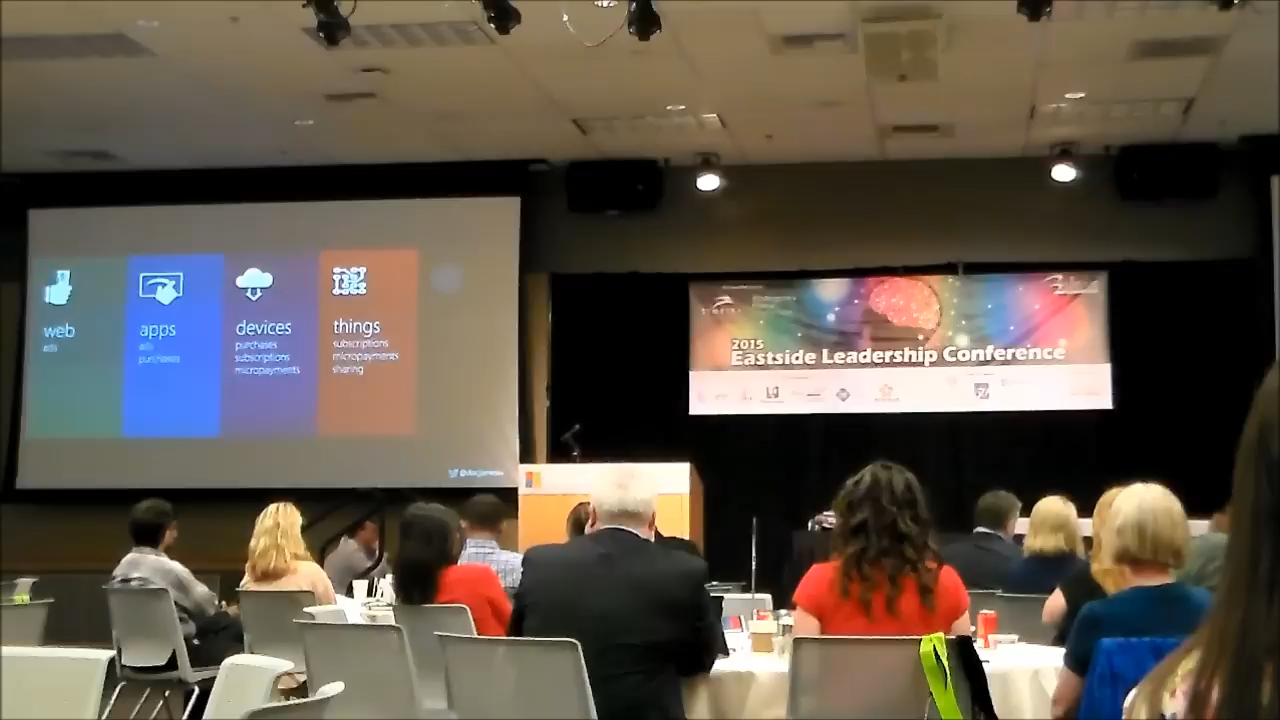 web
ads
apps
ads
purchases
devices
purchases
subscriptions
micropayments
things
subscriptions
micropayments
sharing
2015
Eastside Leadership Conference